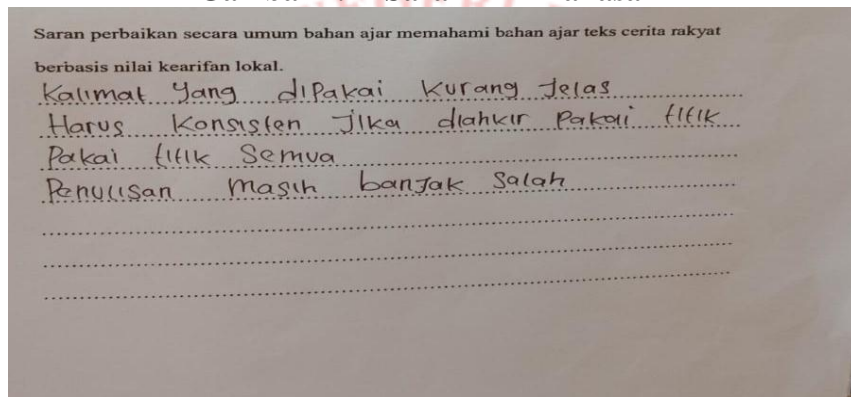 Saran perbaikan secara umum bahan ajar memahami bahan ajar teks cerita rakyat
berbasis nilai kearifan lokal.
Kalimat yang dipakai kurang jelas
Harus Konsisten Jika diahkir Pakai titik
Pakai titik Semua
Penulisan masih banjak Salah